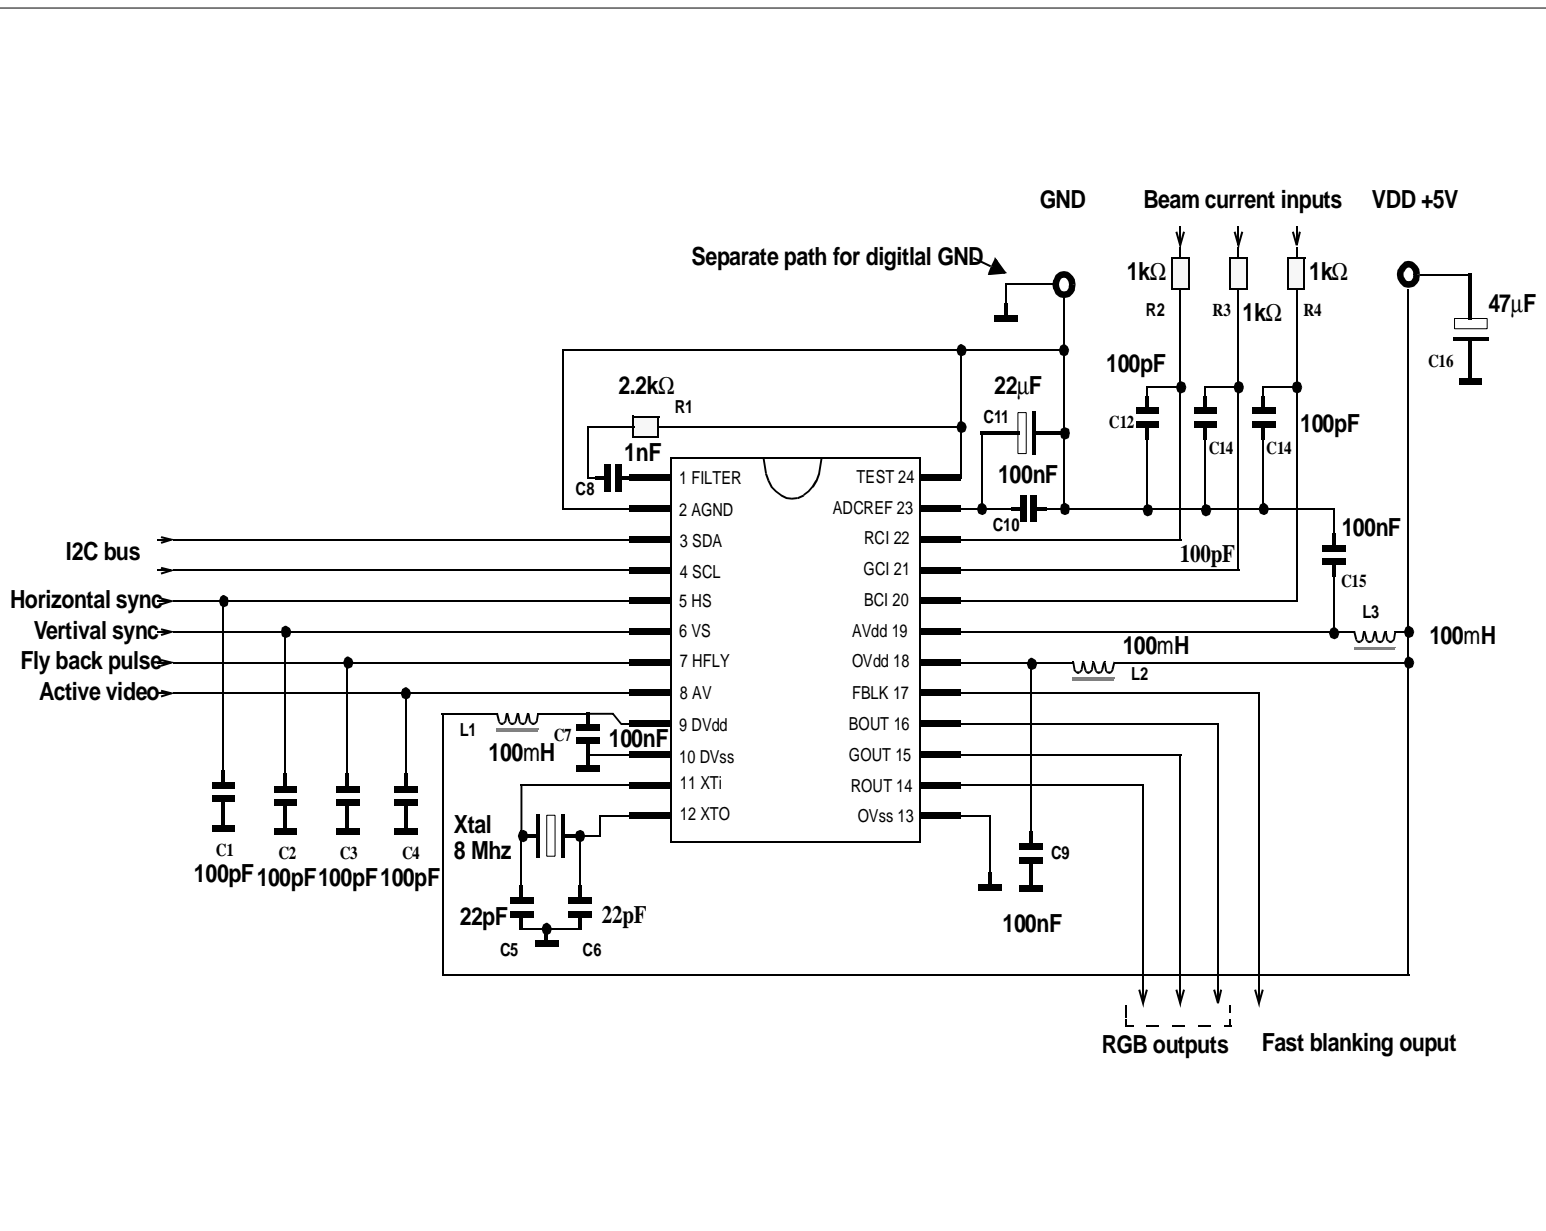 GND
Beam current inputs
VDD +5V
Separate path for digitlal GND
1kΩ
1kΩ
R2
R3
1kΩ
R4
47μF
C16
100pF
2.2kΩ
R1
22μF
C11
C12
C14
C14
100pF
1nF
C8
100nF
C10
1 FILTER
TEST 24
2 AGND
ADCREF 23
3 SDA
RCI 22
4 SCL
GCI 21
5 HS
BCI 20
6 VS
AVdd 19
7 HFLY
OVdd 18
8 AV
FBLK 17
9 DVdd
BOUT 16
10 DVss
GOUT 15
11 XTi
ROUT 14
12 XTO
OVss 13
100nF
100pF
C15
L3
100mH
100mH
L2
I2C bus
Horizontal sync
Vertival sync
Fly back pulse
Active video
L1
C7
100nF
100mH
Xtal
8 Mhz
C1
C2
C3
C4
100pF
100pF
100pF
100pF
22pF
22pF
C5
C6
C9
100nF
RGB outputs
Fast blanking ouput